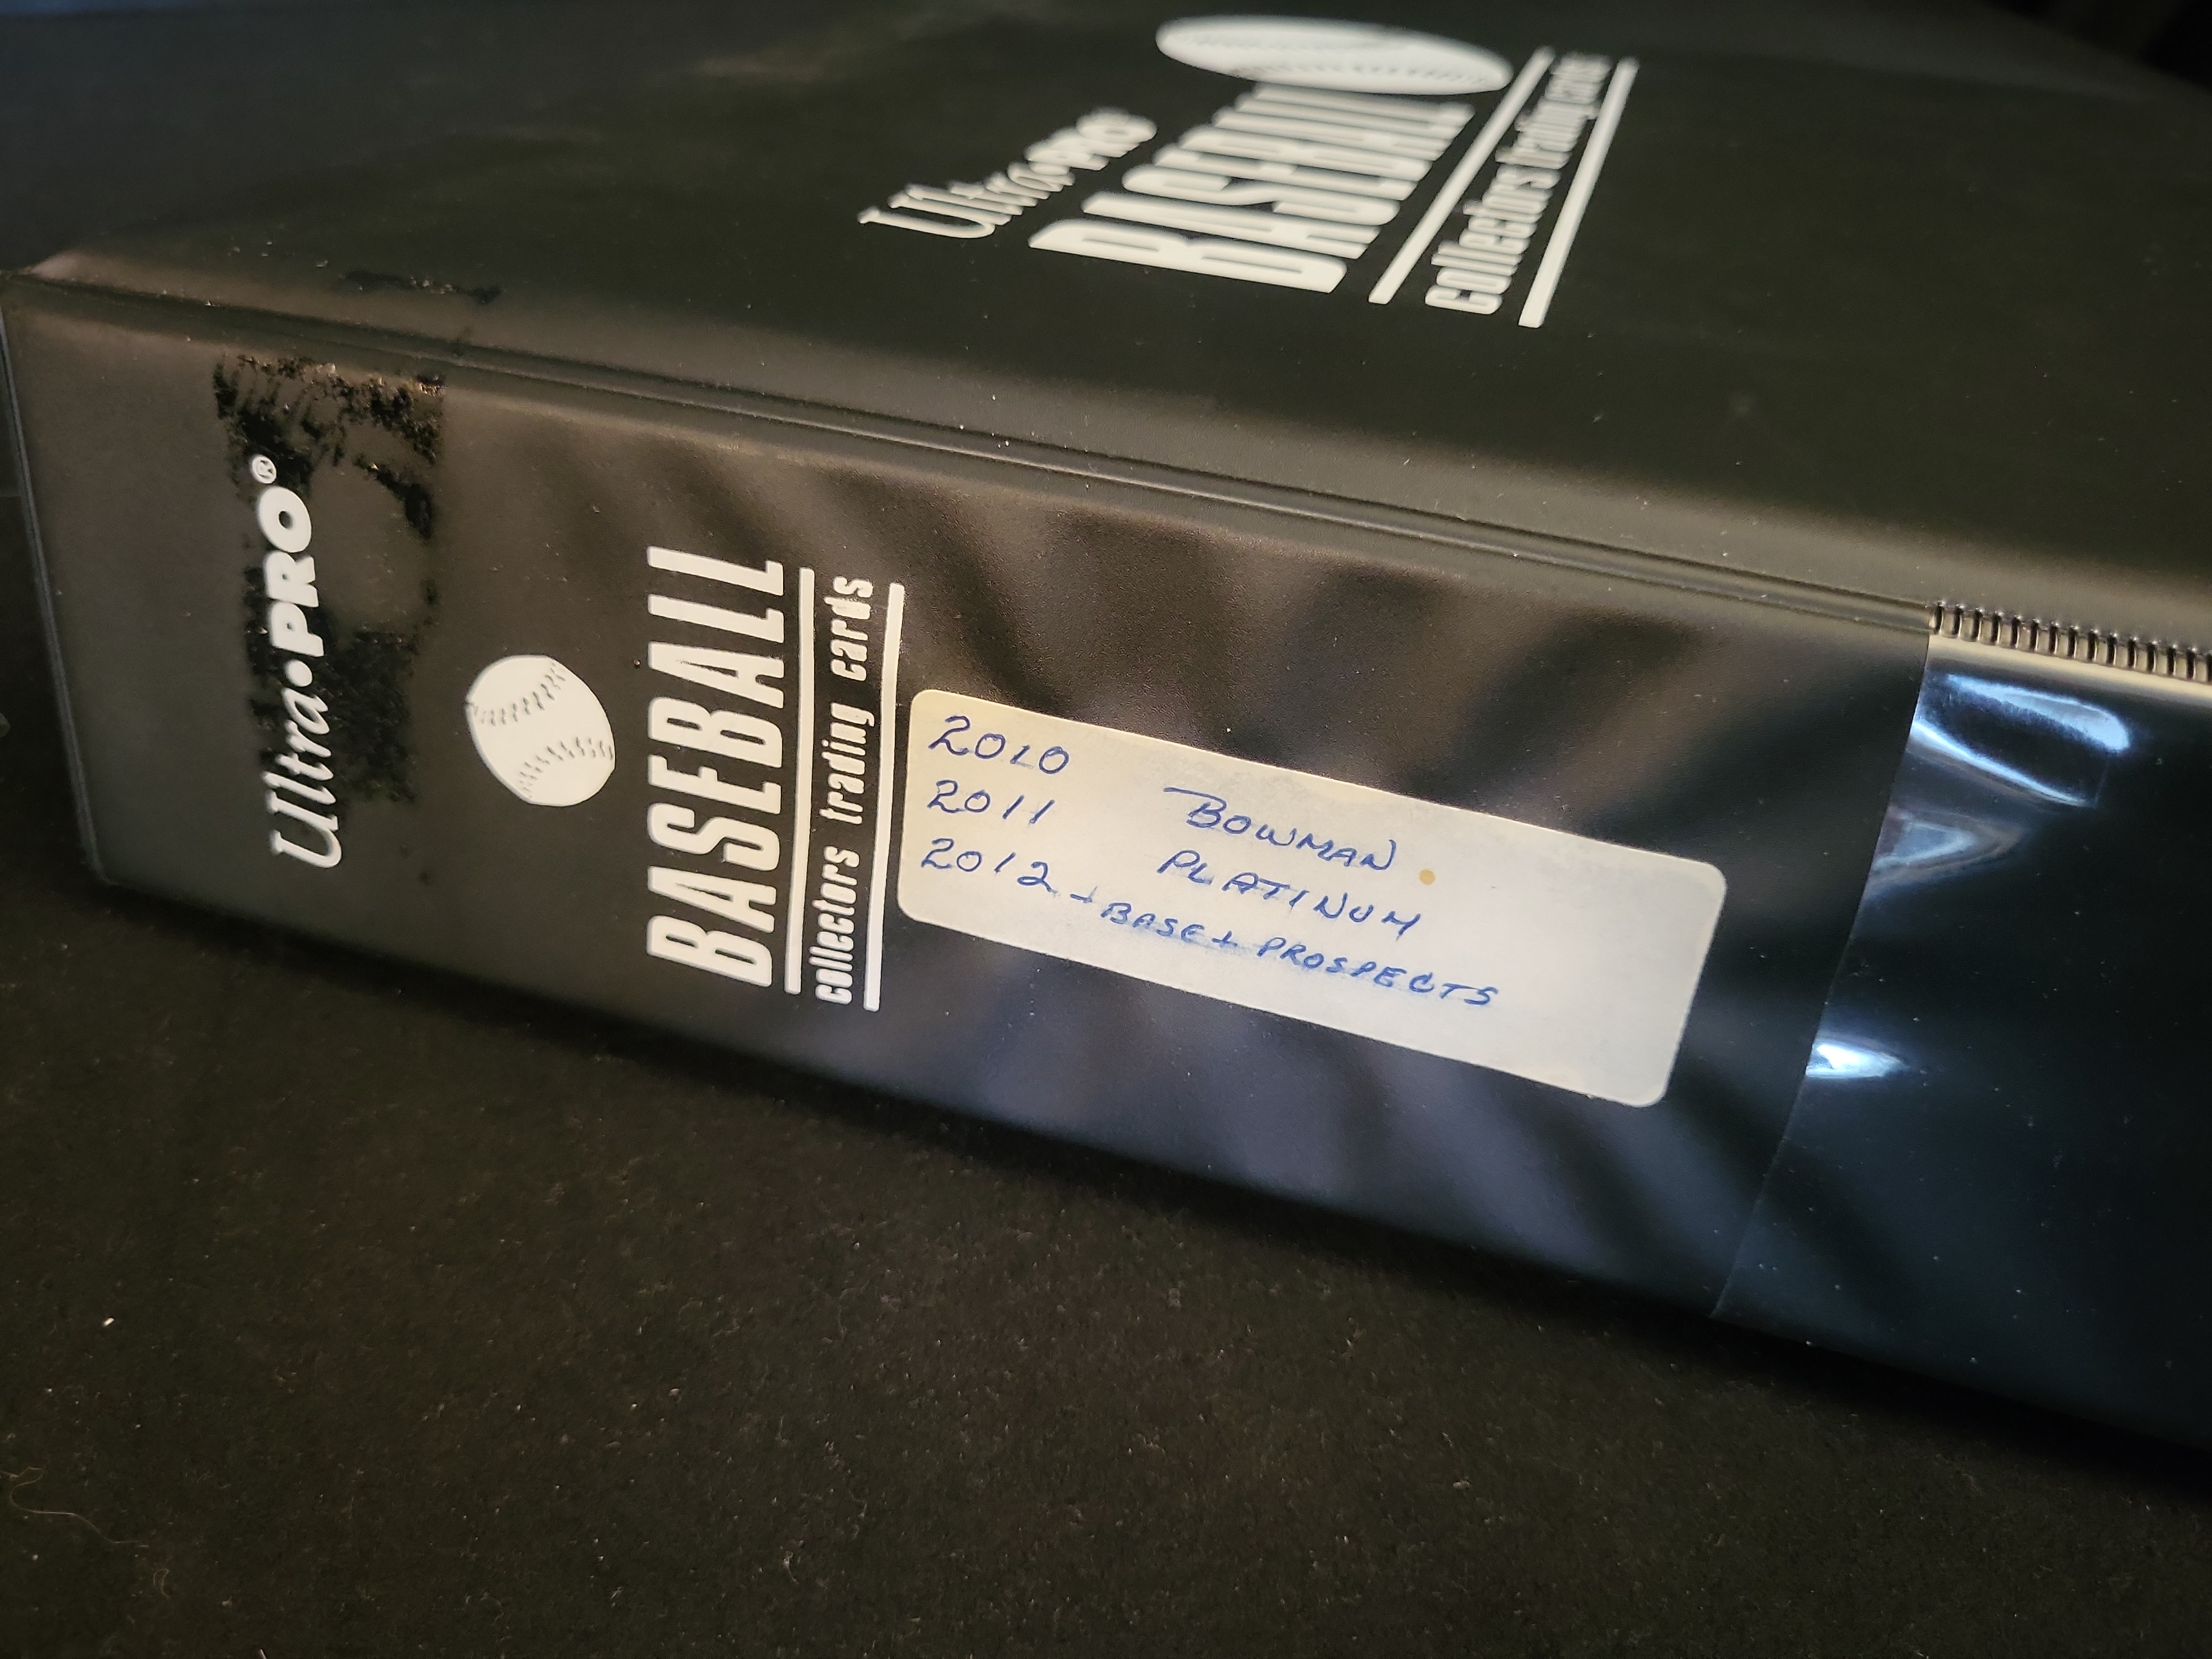 Ultra•PRO®
BASEBALL
collectors trading cards
Ultra•PRO®
BASEBALL
collectors trading cards
2010
2011 BOWMAN
2012 PLATINUM
+ BASE + PROSPECTS